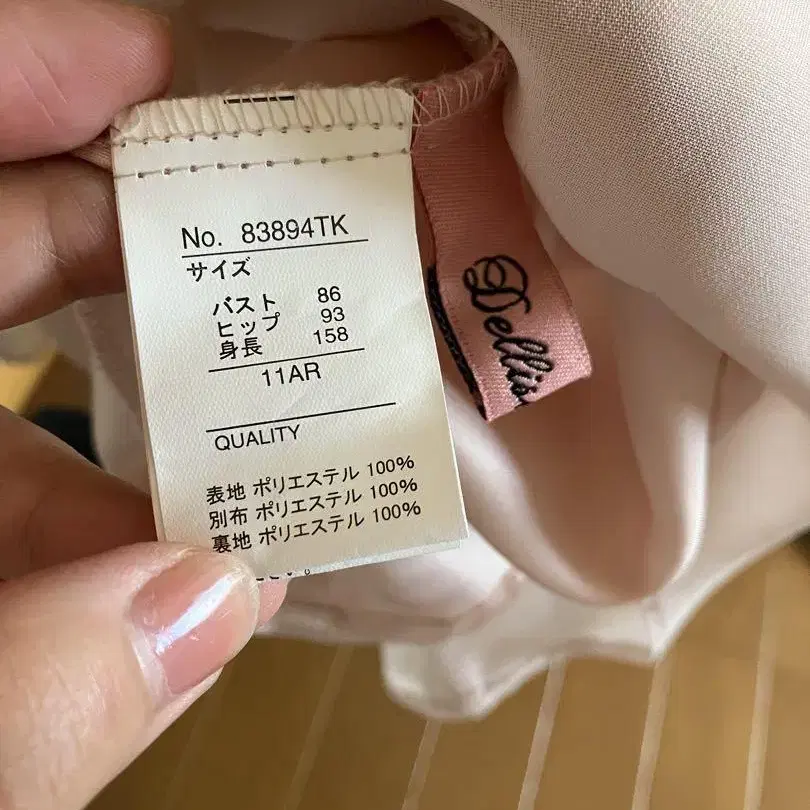 No. 83894TK
サイズ
バスト 86
ヒップ 93
身長 158
11AR
QUALITY
表地 ポリエステル 100%
別布 ポリエステル 100%
裏地 ポリエステル 100%